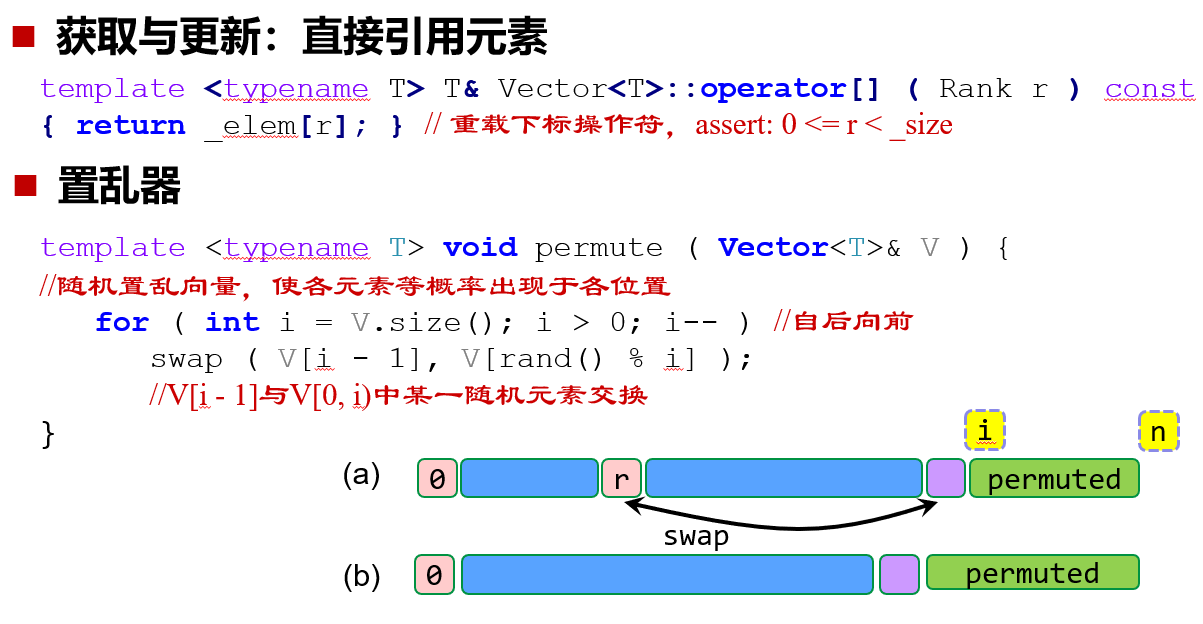 ■ 获取与更新：直接引用元素
template <typename T> T& Vector<T>::operator[] ( Rank r ) const
{ return _elem[r]; } // 重载下标操作符，assert: 0 <= r < _size
■ 置乱器
template <typename T> void permute ( Vector<T>& V ) {
//随机置乱向量，使各元素等概率出现于各位置
for ( int i = V.size(); i > 0; i-- ) //自后向前
swap ( V[i - 1], V[rand() % i] );
//V[i - 1]与V[0, i)中某一随机元素交换
}
i n
(a) 0 r permuted
swap
(b) 0 permuted